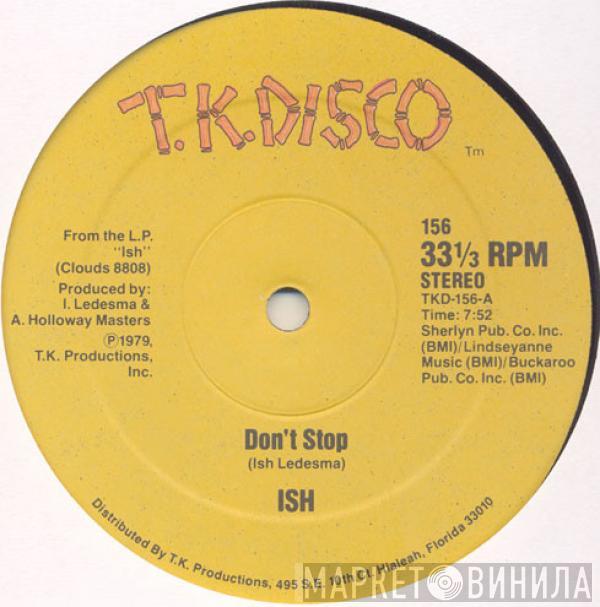 T.K.DISCO
Tm
From the L.P.
"Ish"
(Clouds 8808)
Produced by:
I. Ledesma &
A. Holloway Masters
Ⓟ1979,
T.K. Productions,
Inc.
156
33⅓ RPM
STEREO
TKD-156-A
Time: 7:52
Sherlyn Pub. Co. Inc.
(BMI)/Lindseyanne
Music (BMI)/Buckaroo
Pub. Co. Inc. (BMI)
Don't Stop
(Ish Ledesma)
ISH
Distributed By T.K. Productions, 495 S.E. 10th Ct. Hialeah, Florida 33010
МАРКЕТ ВИНИЛА